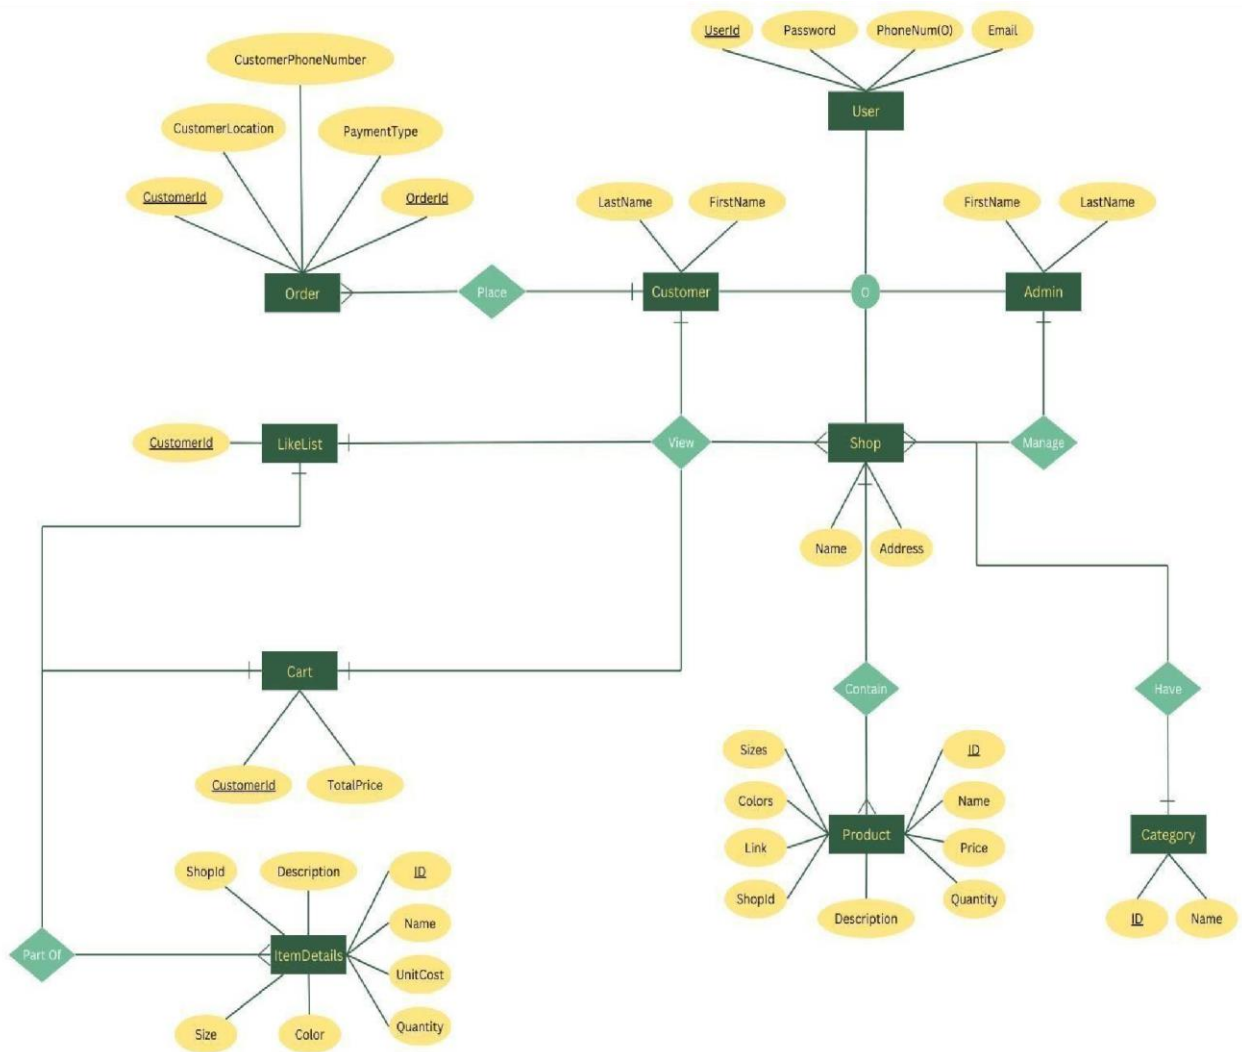 UserId
Password
PhoneNum(O)
Email
CustomerPhoneNumber
User
CustomerLocation
PaymentType
CustomerId
OrderId
LastName
FirstName
FirstName
LastName
Order
Place
Customer
O
Admin
CustomerId
LikeList
View
Shop
Manage
Name
Address
Cart
Contain
Have
CustomerId
TotalPrice
Sizes
ID
Colors
Name
Product
Category
Link
Price
ShopId
Quantity
Description
ID
Name
ShopId
Description
ID
Name
Part Of
ItemDetails
UnitCost
Size
Color
Quantity